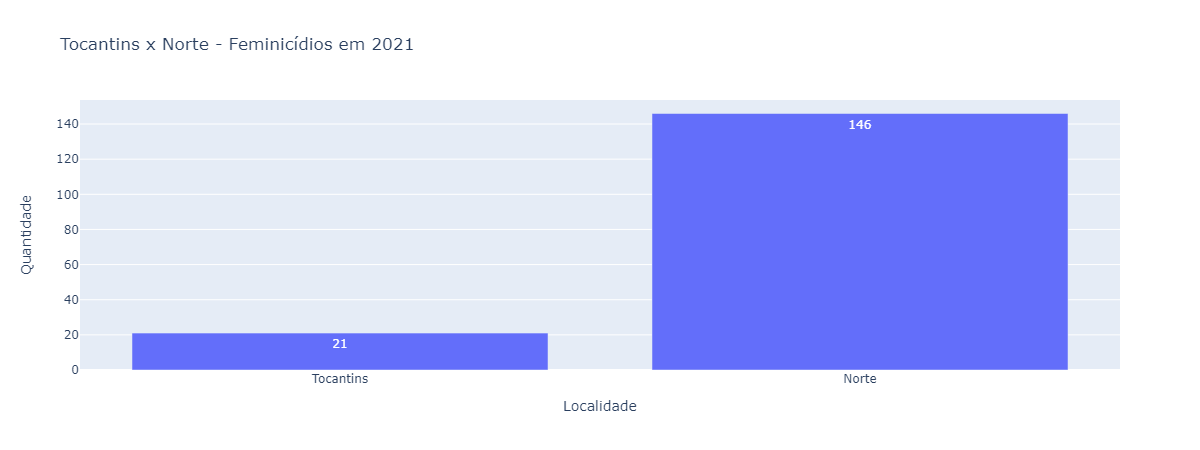 Tocantins x Norte - Feminicídios em 2021
Quantidade
140
120
100
80
60
40
20
0
146
21
Tocantins
Norte
Localidade